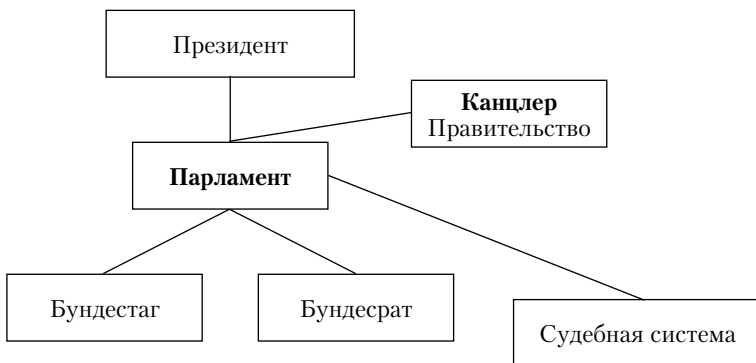 Президент
Канцлер
Правительство
Парламент
Бундестаг
Бундесрат
Судебная система